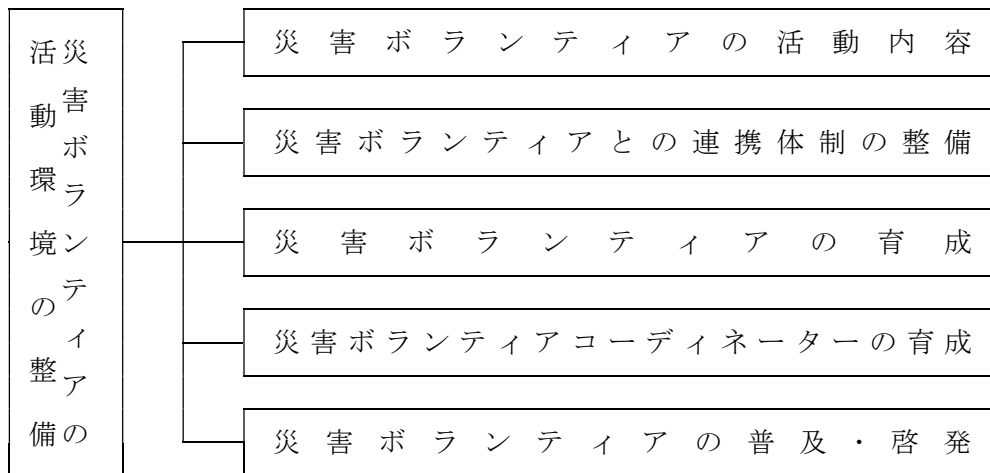 災害ボランティアの
活動環境の整備
災害ボランティアの活動内容
災害ボランティアとの連携体制の整備
災害ボランティアの育成
災害ボランティアコーディネーターの育成
災害ボランティアの普及・啓発